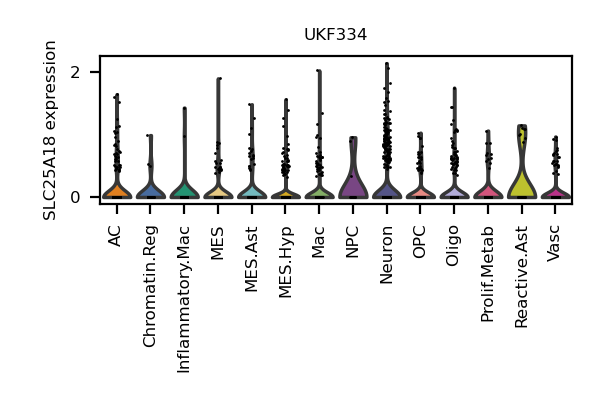 UKF334
SLC25A18 expression
2
0
AC
Chromatin.Reg
Inflammatory.Mac
MES
MES.Ast
MES.Hyp
Mac
NPC
Neuron
OPC
Oligo
Prolif.Metab
Reactive.Ast
Vasc